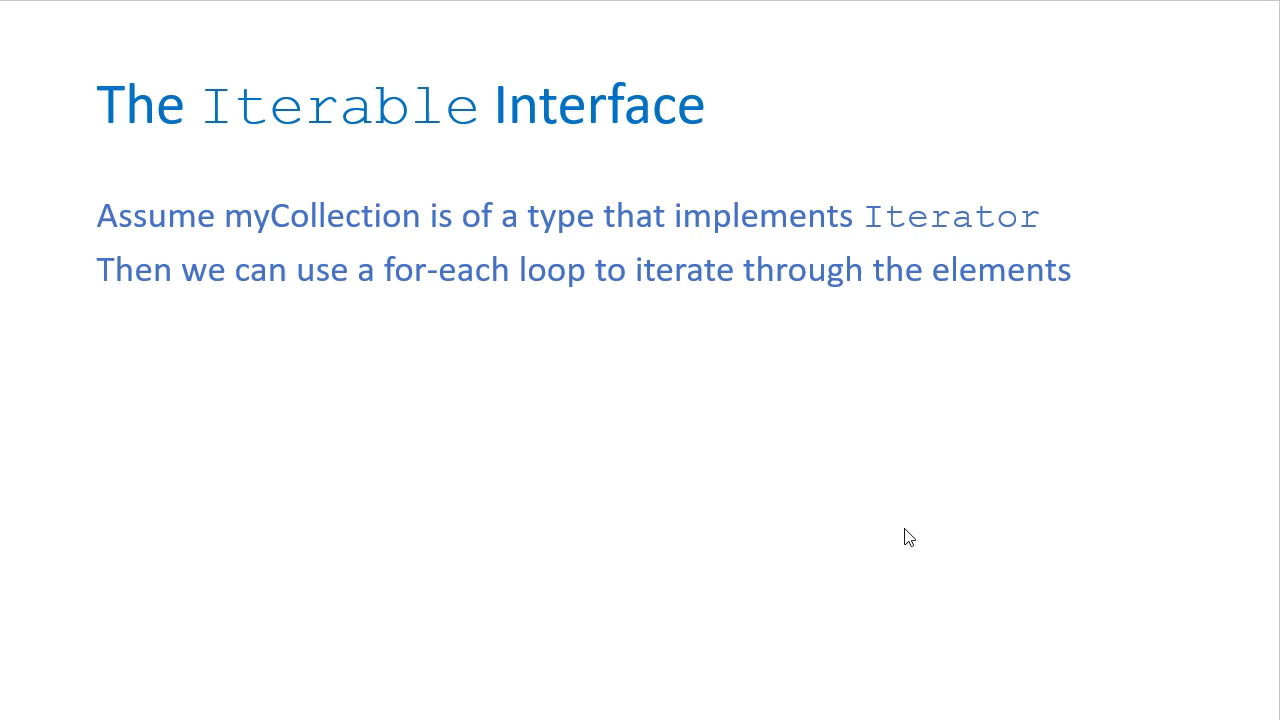 The Iterable Interface
Assume myCollection is of a type that implements Iterator
Then we can use a for-each loop to iterate through the elements